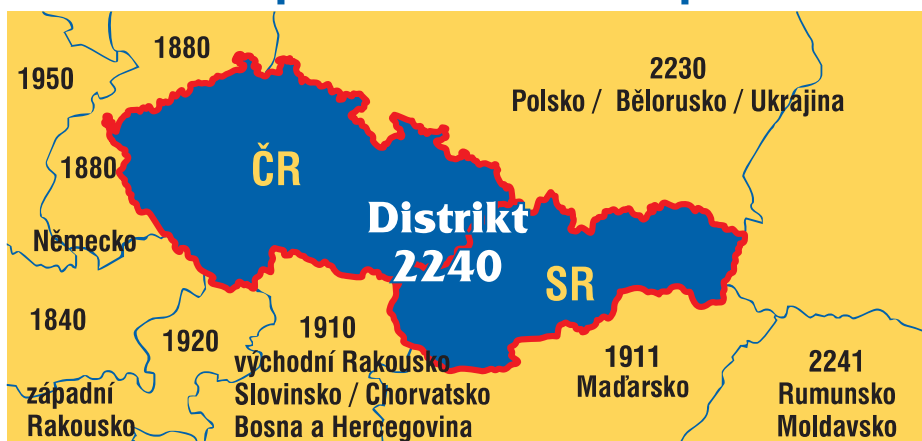 1880
1950
2230
Polsko / Bělorusko / Ukrajina
1880
ČR
Distrikt
2240
Německo
SR
1840
1920
1910
východní Rakousko
Slovinsko / Chorvatsko
Bosna a Hercegovina
západní
Rakousko
1911
Maďarsko
2241
Rumunsko
Moldavsko